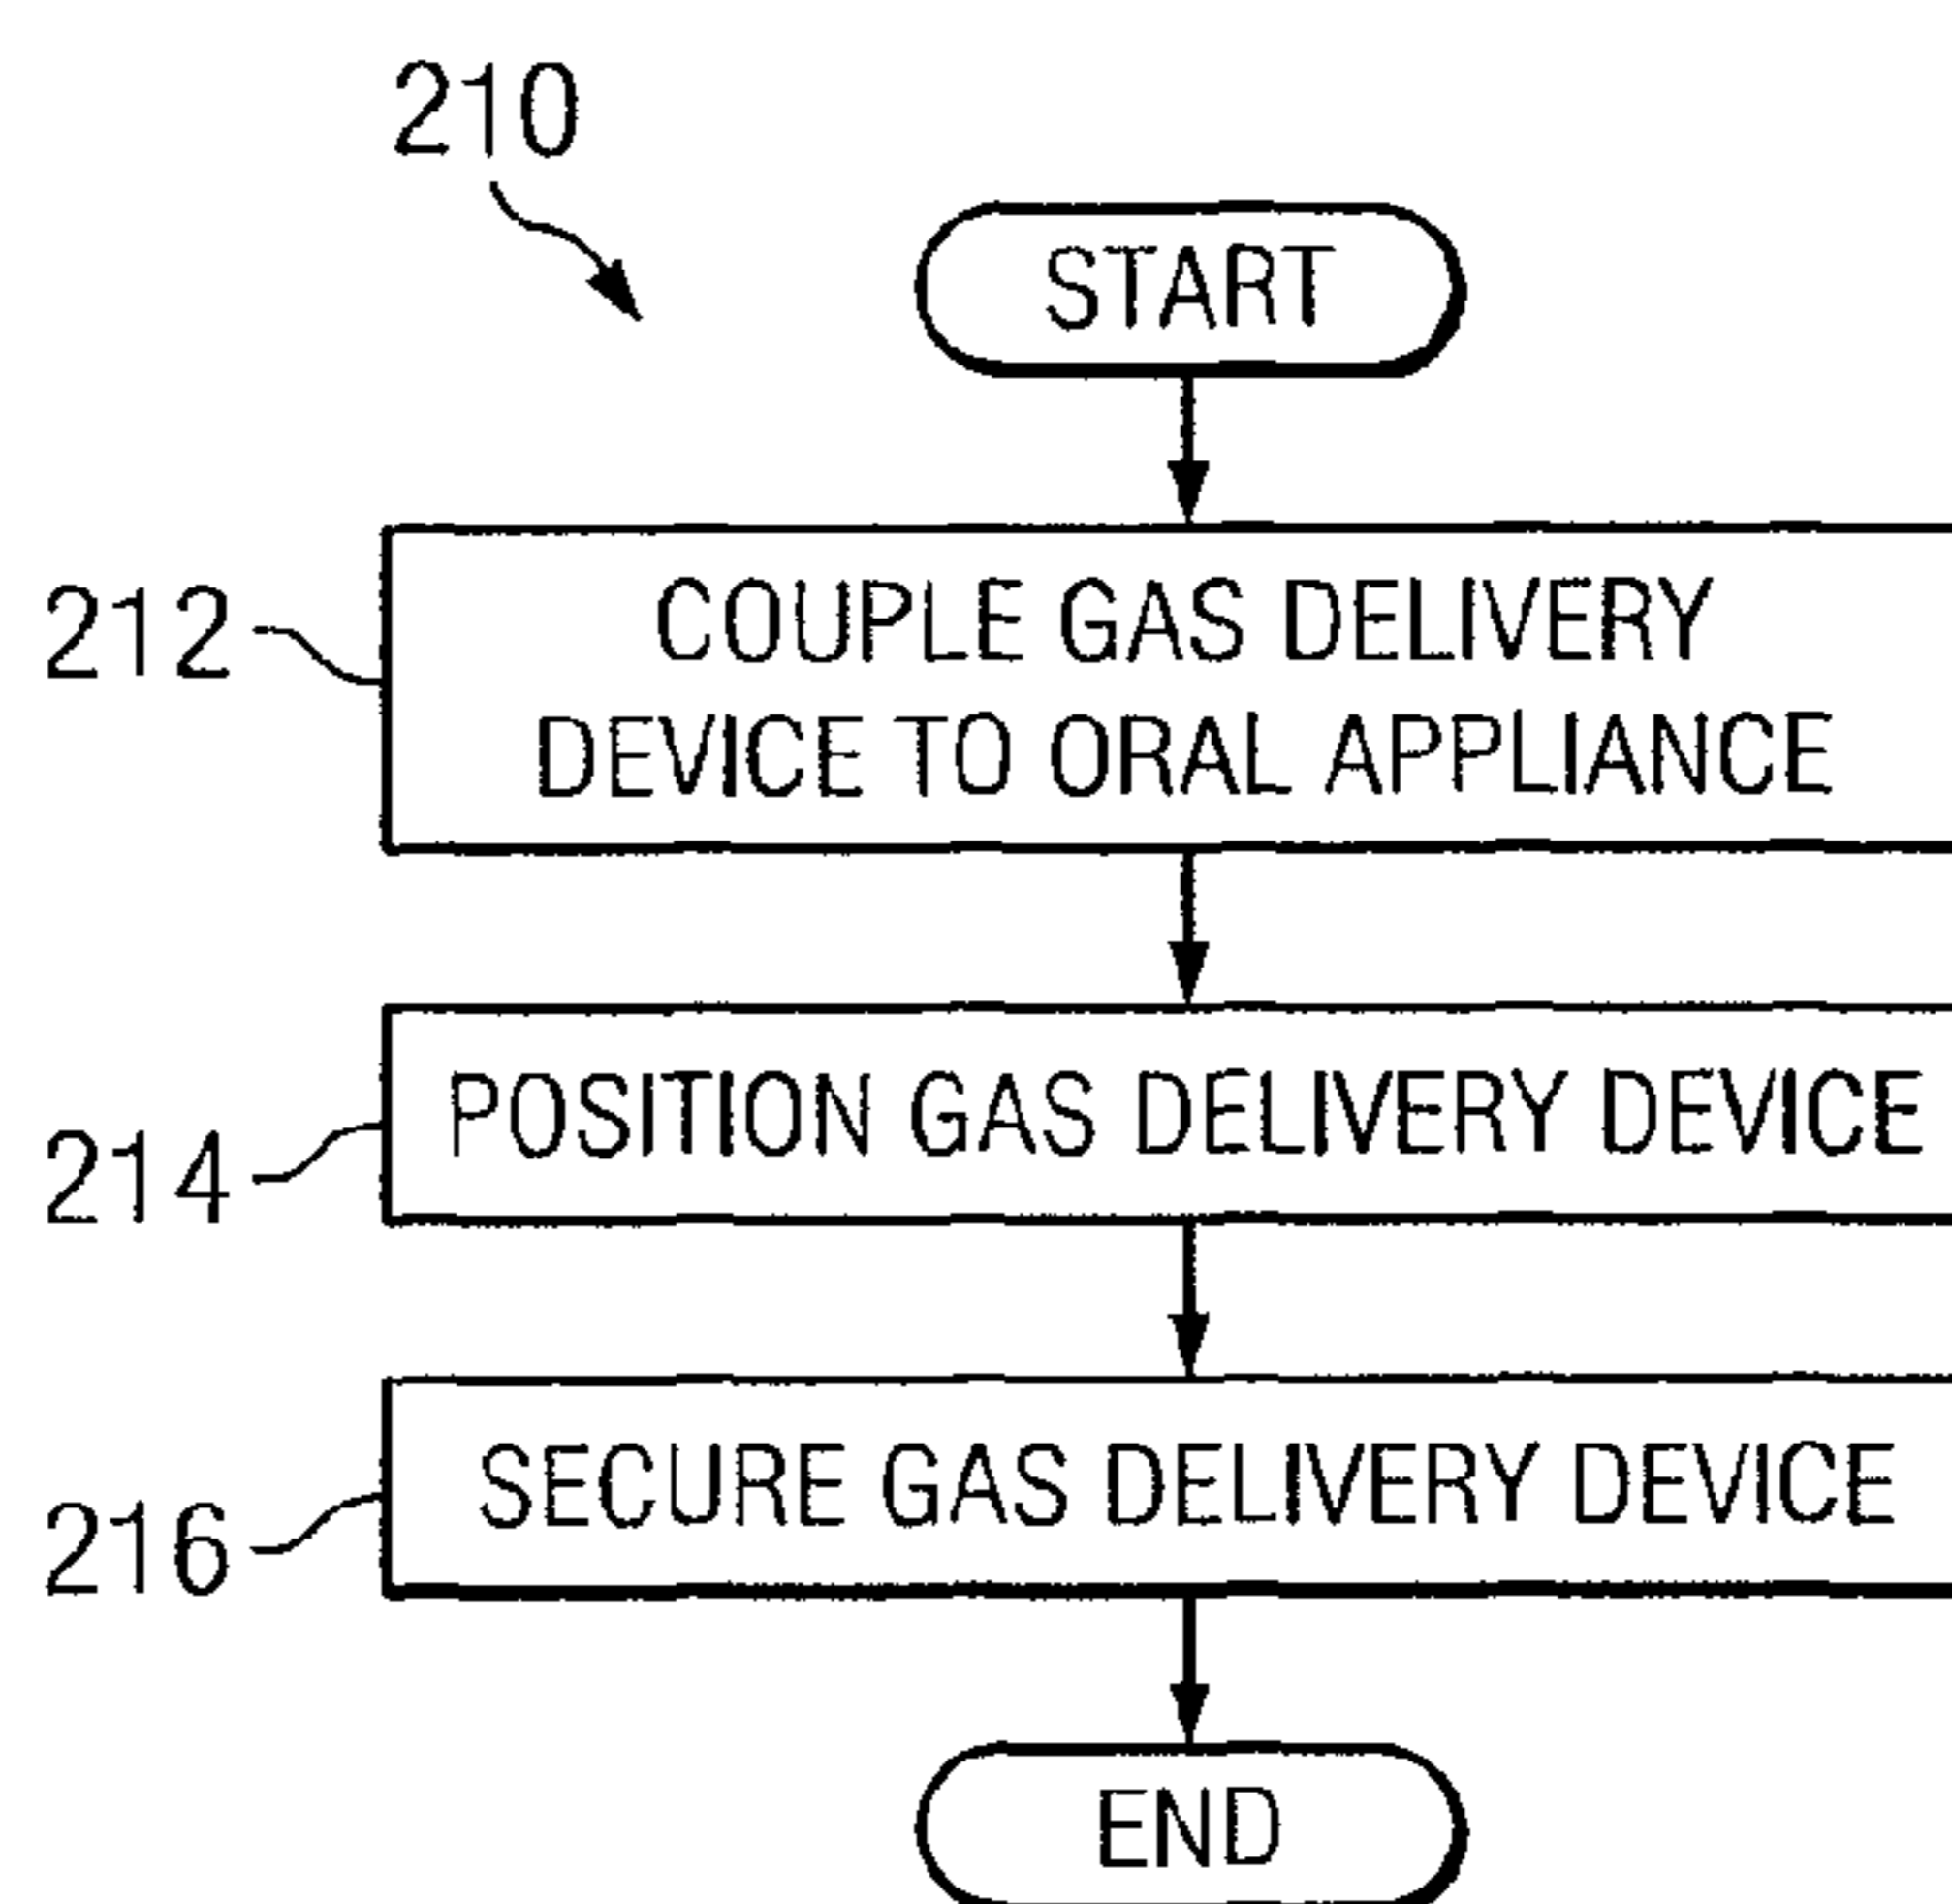 210
START
212
COUPLE GAS DELIVERY
DEVICE TO ORAL APPLIANCE
214
POSITION GAS DELIVERY DEVICE
216
SECURE GAS DELIVERY DEVICE
END